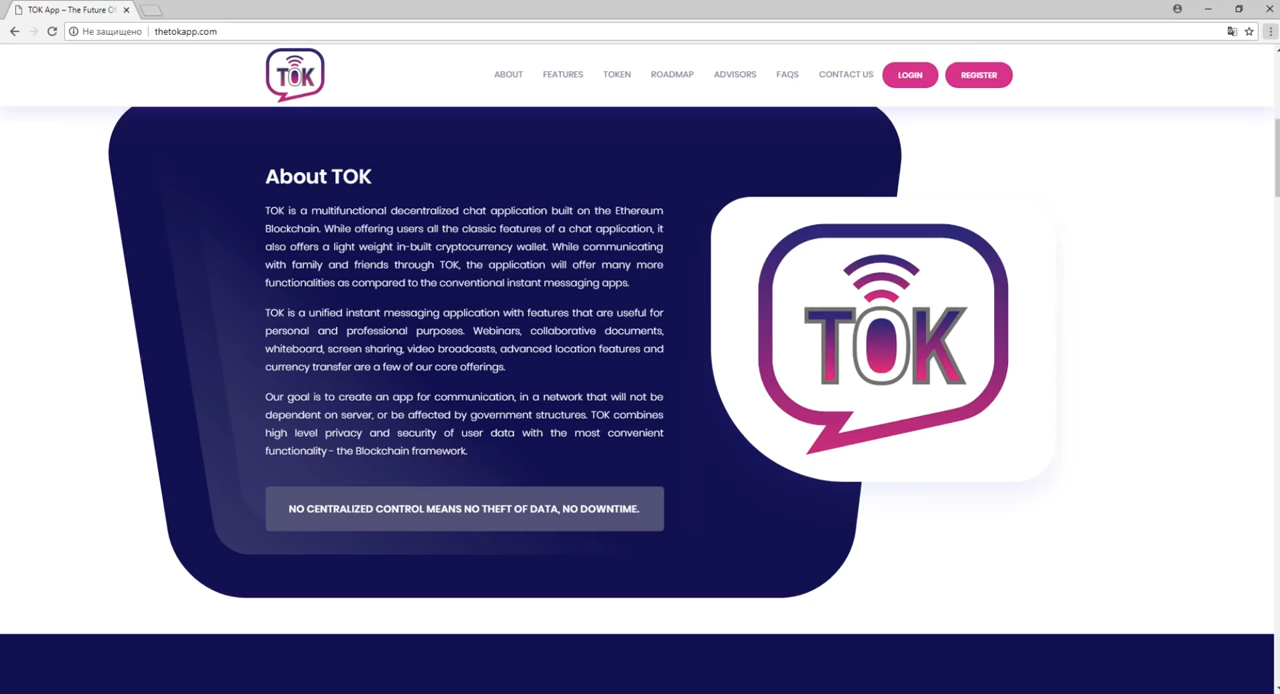 TOK App – The Future Of
Не защищено
thetokapp.com
TOK
ABOUT
FEATURES
TOKEN
ROADMAP
ADVISORS
FAQS
CONTACT US
LOGIN
REGISTER
About TOK
TOK is a multifunctional decentralized chat application built on the Ethereum
Blockchain. While offering users all the classic features of a chat application, it
also offers a light weight in-built cryptocurrency wallet. While communicating
with family and friends through TOK, the application will offer many more
functionalities as compared to the conventional instant messaging apps.
TOK is a unified instant messaging application with features that are useful for
personal and professional purposes. Webinars, collaborative documents,
whiteboard, screen sharing, video broadcasts, advanced location features and
currency transfer are a few of our core offerings.
Our goal is to create an app for communication, in a network that will not be
dependent on server, or be affected by government structures. TOK combines
high level privacy and security of user data with the most convenient
functionality - the Blockchain framework.
NO CENTRALIZED CONTROL MEANS NO THEFT OF DATA, NO DOWNTIME.
TOK